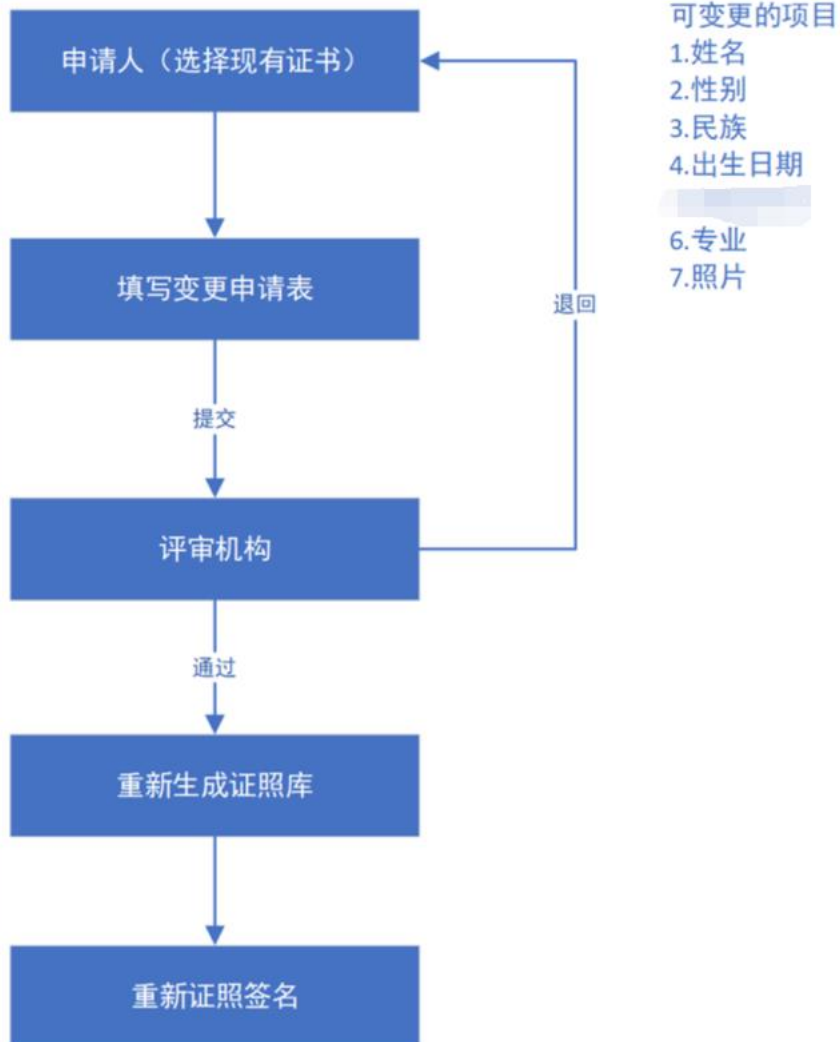 申请人（选择现有证书）
填写变更申请表
提交
评审机构
退回
通过
重新生成证照库
重新证照签名
可变更的项目
1.姓名
2.性别
3.民族
4.出生日期
6.专业
7.照片